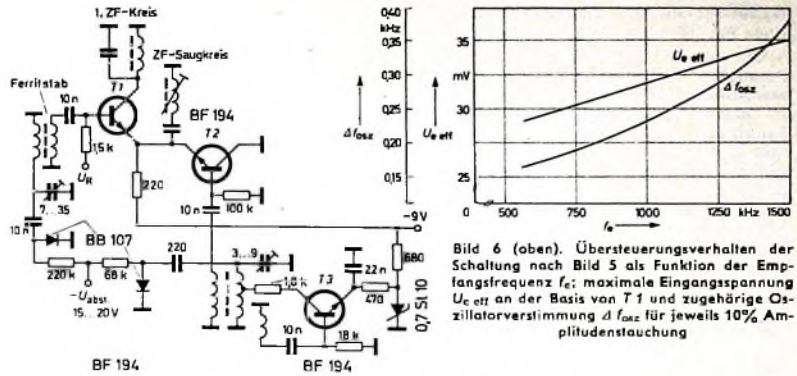 1. ZF-Kreis
ZF-Saugkreis
Ferritstab
T1
BF 194
T2
10n
1,5k
U_R
220
7...35
10n
100k
10n
-9V
BB 107
220k
68k
220
3...9
1,8k
T3
22n
680
470
0,7 St 10
-U_abst.
15...20V
10n
18k
BF 194
BF 194
0,40
kHz
0,35
0,30
Δf_osz
0,25
0,20
0,15
U_e eff
35
mV
30
25
U_e eff
Δf_osz
0 500 750 1000 1250 kHz 1500
f_e
Bild 6 (oben). Übersteuerungsverhalten der
Schaltung nach Bild 5 als Funktion der Emp-
fangsfrequenz f_e; maximale Eingangsspannung
U_e eff an der Basis von T 1 und zugehörige Os-
zillatorverstimmung Δ f_osz für jeweils 10% Am-
plitudenstauchung